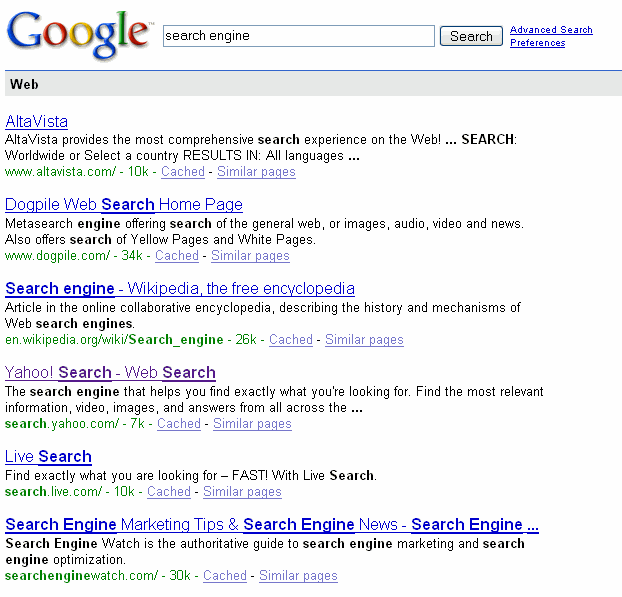 Google™
search engine
Search
Advanced Search
Preferences
Web
AltaVista
AltaVista provides the most comprehensive search experience on the Web! ... SEARCH:
Worldwide or Select a country RESULTS IN: All languages ...
www.altavista.com/ - 10k - Cached - Similar pages
Dogpile Web Search Home Page
Metasearch engine offering search of the general web, or images, audio, video and news.
Also offers search of Yellow Pages and White Pages.
www.dogpile.com/ - 34k - Cached - Similar pages
Search engine - Wikipedia, the free encyclopedia
Article in the online collaborative encyclopedia, describing the history and mechanisms of
Web search engines.
en.wikipedia.org/wiki/Search_engine - 26k - Cached - Similar pages
Yahoo! Search - Web Search
The search engine that helps you find exactly what you're looking for. Find the most relevant
information, video, images, and answers from all across the ...
search.yahoo.com/ - 7k - Cached - Similar pages
Live Search
Find exactly what you are looking for – FAST! With Live Search.
search.live.com/ - 10k - Cached - Similar pages
Search Engine Marketing Tips & Search Engine News - Search Engine ...
Search Engine Watch is the authoritative guide to search engine marketing and search
engine optimization.
searchenginewatch.com/ - 30k - Cached - Similar pages